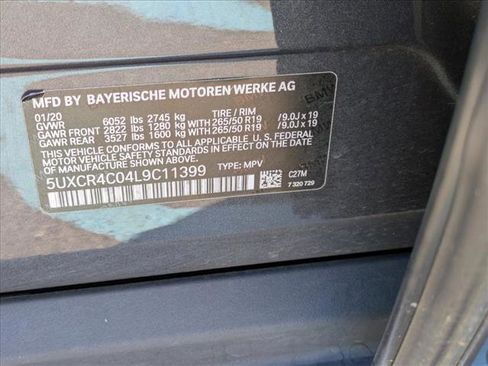 MFD BY BAYERISCHE MOTOREN WERKE AG
01/20
GVWR 6052 lbs 2745 kg TIRE / RIM
GAWR FRONT 2822 lbs 1280 kg WITH 265/50 R19 / 9.0J x 19
GAWR REAR 3527 lbs 1600 kg WITH 265/50 R19 / 9.0J x 19
THIS VEHICLE CONFORMS TO ALL APPLICABLE U.S. FEDERAL
MOTOR VEHICLE SAFETY STANDARDS IN EFFECT ON THE DATE
OF MANUFACTURE SHOWN ABOVE.
5UXCR4C04L9C11399 TYPE: MPV C27M
7 320 729